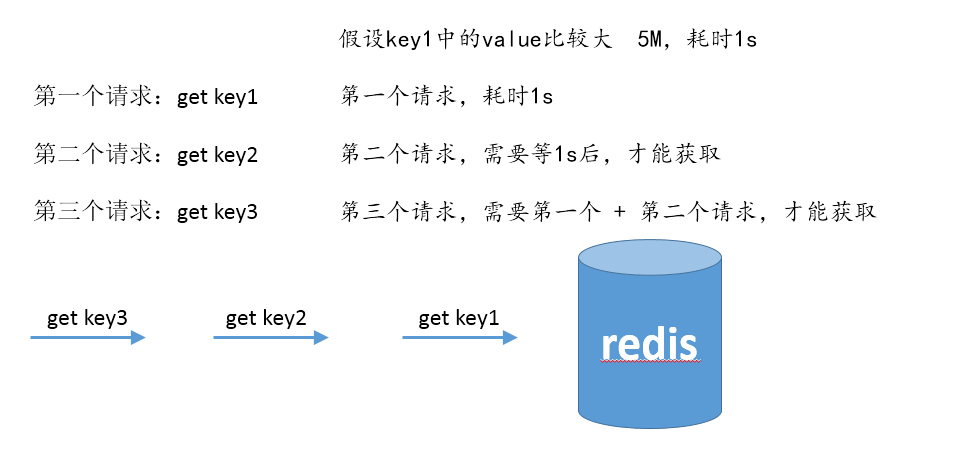 假设key1中的value比较大  5M，耗时1s
第一个请求：get key1  第一个请求，耗时1s
第二个请求：get key2  第二个请求，需要等1s后，才能获取
第三个请求：get key3  第三个请求，需要第一个 + 第二个请求，才能获取
get key3  get key2  get key1
redis